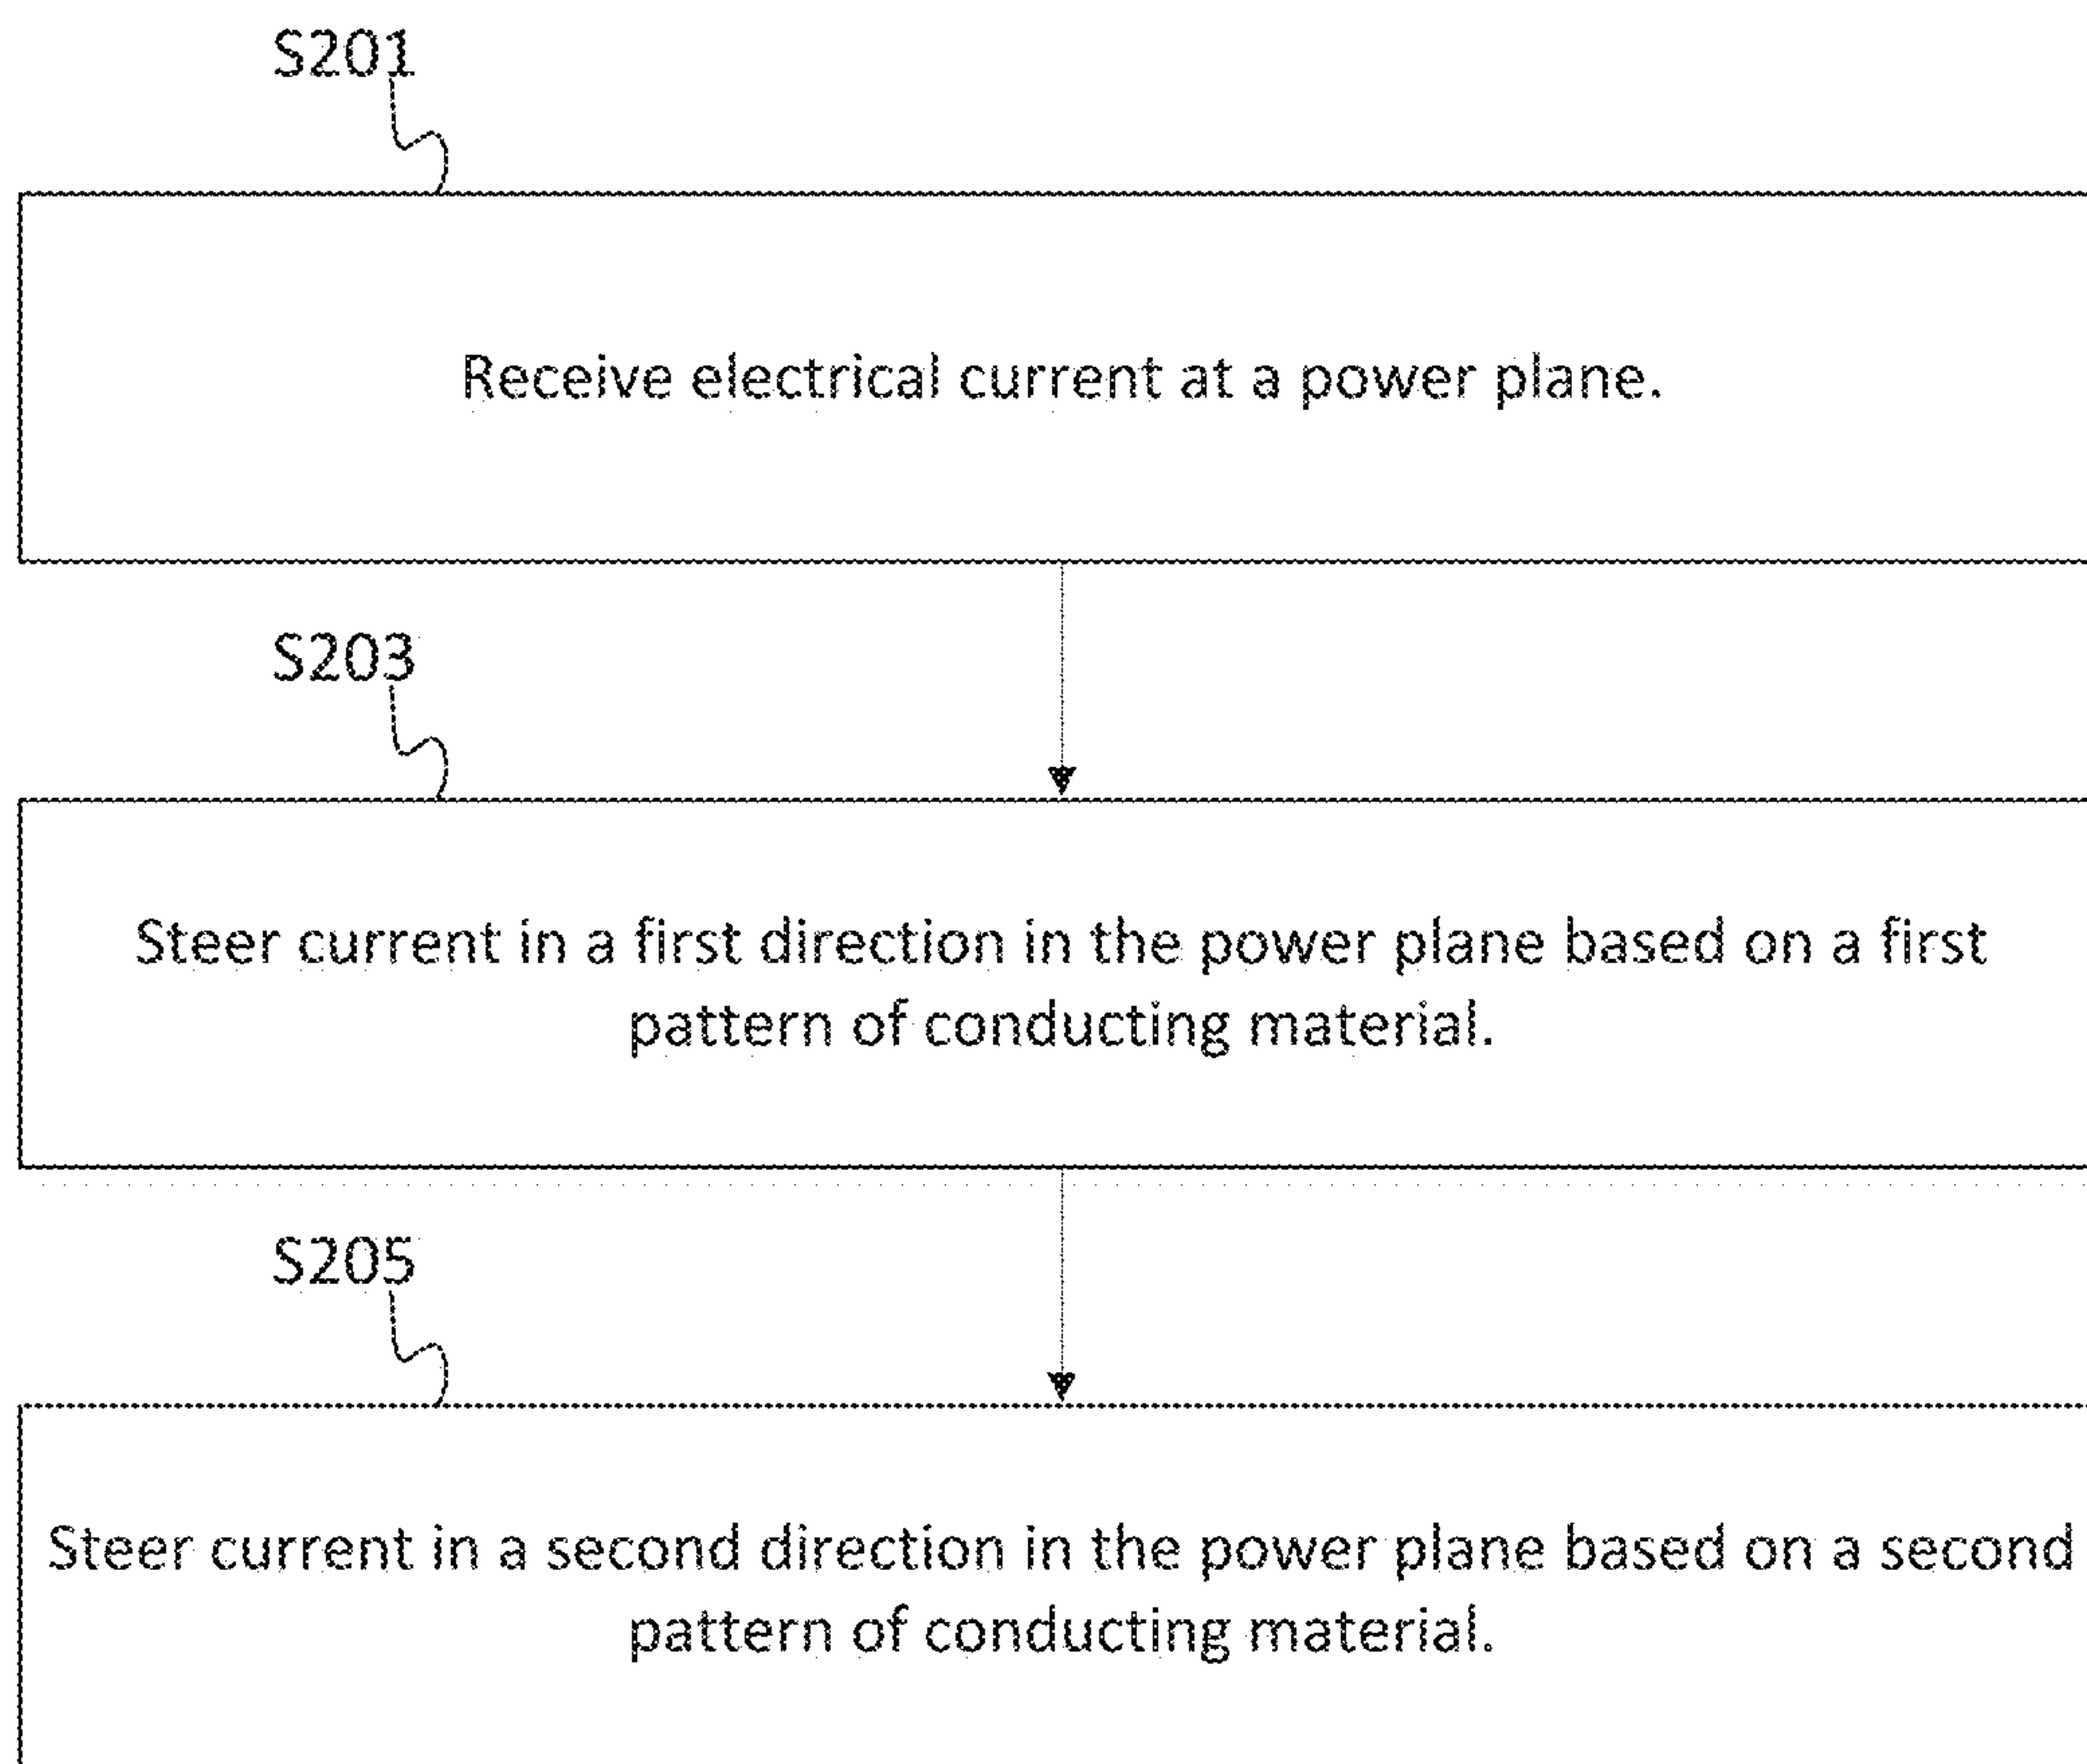 S201
Receive electrical current at a power plane.
S203
Steer current in a first direction in the power plane based on a first
pattern of conducting material.
S205
Steer current in a second direction in the power plane based on a second
pattern of conducting material.